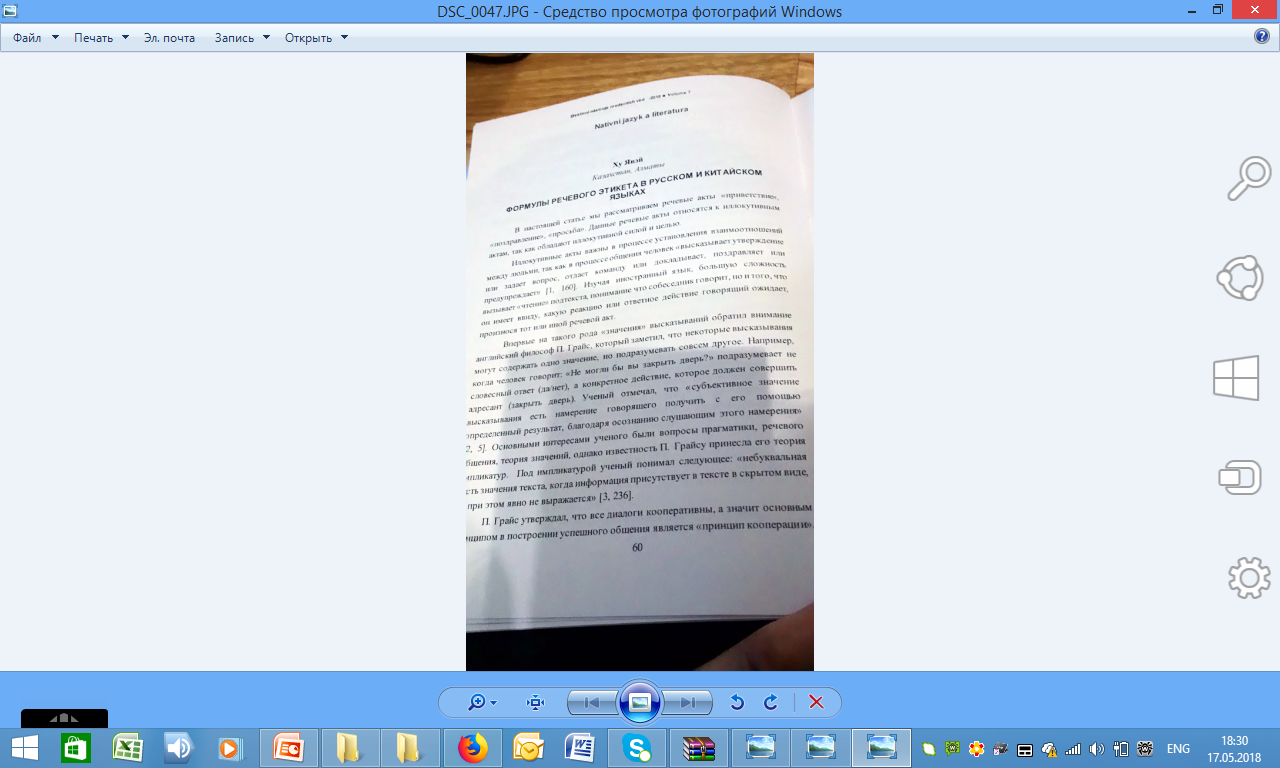 DSC_0047.JPG - Средство просмотра фотографий Windows
Файл Печать Эл. почта Запись Открыть
2018 Volume 7
Nativni jazyk a literatura
Ху Явэй
Казахстан, Алматы
ФОРМУЛЫ РЕЧЕВОГО ЭТИКЕТА В РУССКОМ И КИТАЙСКОМ
ЯЗЫКАХ
В настоящей статье мы рассматриваем речевые акты «приветствие»,
«поздравление», «просьба». Данные речевые акты относятся к иллокутивным
актам, так как обладают иллокутивной силой и целью.
Иллокутивные акты важны в процессе установления взаимоотношений
между людьми, так как в процессе общения человек «высказывает утверждение
или задает вопрос, отдает команду или докладывает, поздравляет или
предупреждает» [1, 160]. Изучая иностранный язык, большую сложность
вызывает «чтение» подтекста, понимание что собеседник говорит, но и того, что
он имеет ввиду, какую реакцию или ответное действие говорящий ожидает,
произнося тот или иной речевой акт.
Впервые на такого рода «значения» высказываний обратил внимание
английский философ П. Грайс, который заметил, что некоторые высказывания
могут содержать одно значение, но подразумевать совсем другое. Например,
когда человек говорит: «Не могли бы вы закрыть дверь?» подразумевает не
словесный ответ (да/нет), а конкретное действие, которое должен совершить
адресант (закрыть дверь). Ученый отмечал, что «субъективное значение
высказывания есть намерение говорящего получить с его помощью
определенный результат, благодаря осознанию слушающим этого намерения»
2, 5]. Основными интересами ученого были вопросы прагматики, речевого
бщения, теория значений, однако известность П. Грайсу принесла его теория
мпликатур. Под импликатурой ученый понимал следующее: «небуквальная
сть значения текста, когда информация присутствует в тексте в скрытом виде,
при этом явно не выражается» [3, 236].
П. Грайс утверждал, что все диалоги кооперативны, а значит основным
нципом в построении успешного общения является «принцип кооперации».
60
ENG
18:30
17.05.2018